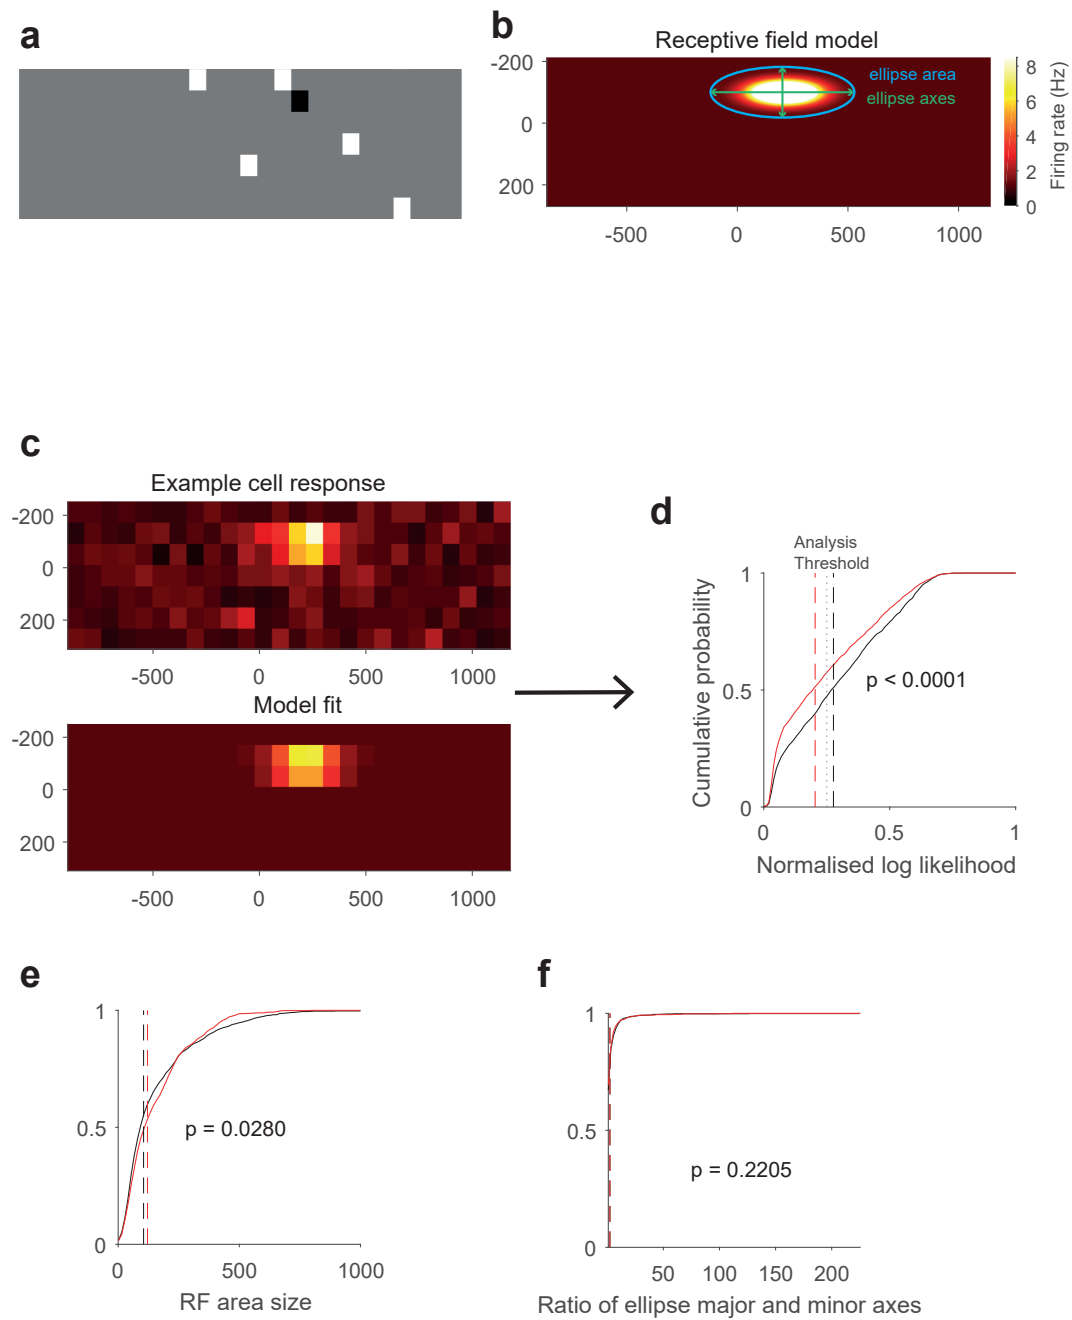 a
b
Receptive field model
-200
0
200
ellipse area
ellipse axes
-500
0
500
1000
8
6
4
2
0
Firing rate (Hz)
c
Example cell response
-200
0
200
-500
0
500
1000
Model fit
-200
0
200
-500
0
500
1000
d
Analysis
Threshold
1
0.5
0
Cumulative probability
p < 0.0001
0
0.5
1
Normalised log likelihood
e
1
0.5
0
p = 0.0280
0
500
1000
RF area size
f
1
0.5
0
p = 0.2205
50
100
150
200
Ratio of ellipse major and minor axes